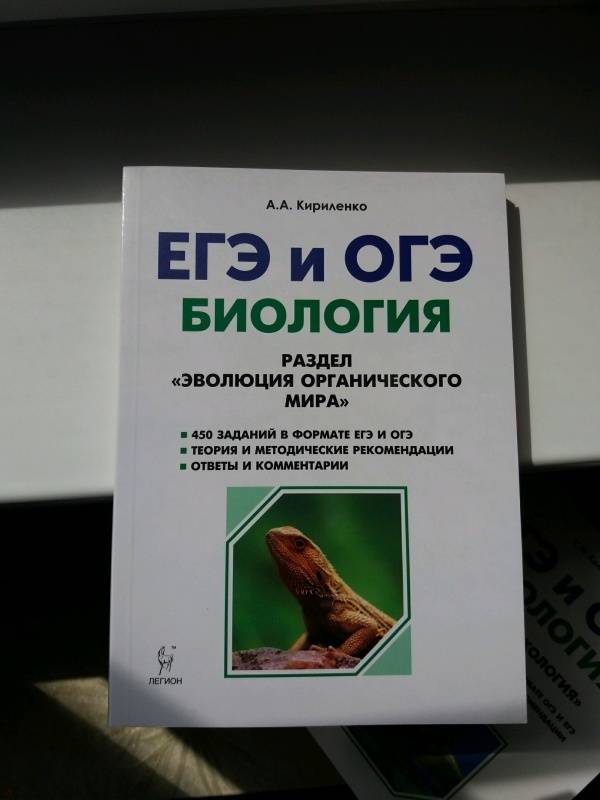 А.А. Кириленко
ЕГЭ и ОГЭ
БИОЛОГИЯ
РАЗДЕЛ
«ЭВОЛЮЦИЯ ОРГАНИЧЕСКОГО
МИРА»
450 ЗАДАНИЙ В ФОРМАТЕ ЕГЭ И ОГЭ
ТЕОРИЯ И МЕТОДИЧЕСКИЕ РЕКОМЕНДАЦИИ
ОТВЕТЫ И КОММЕНТАРИИ
ЛЕГИОН